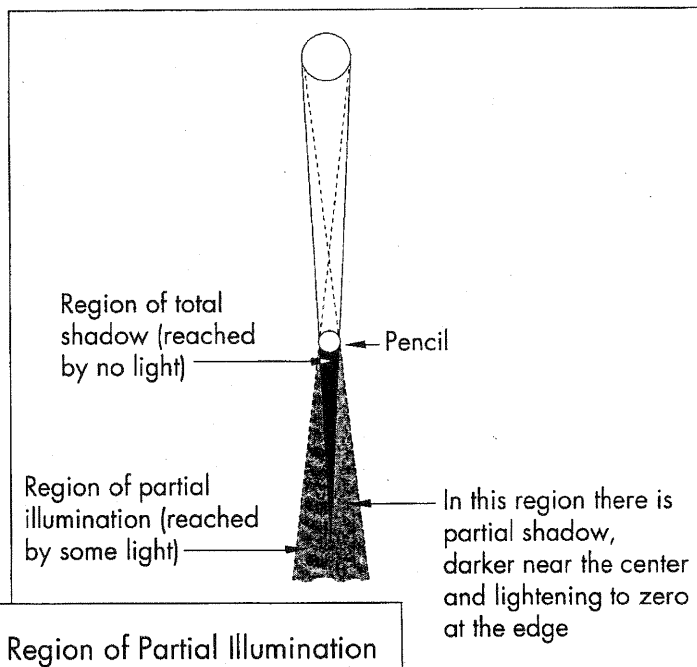 Region of total
shadow (reached
by no light)
Pencil
Region of partial
illumination (reached
by some light)
In this region there is
partial shadow,
darker near the center
and lightening to zero
at the edge
Region of Partial Illumination